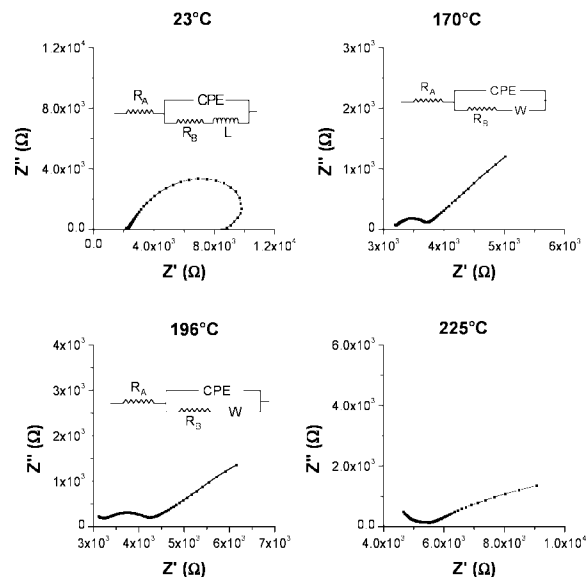 23°C
1.2x10⁴
8.0x10³
4.0x10³
0.0
Z'' (Ω)
R_A
CPE
R_B
L
0.0
4.0x10³
8.0x10³
1.2x10⁴
Z' (Ω)
170°C
3x10³
2x10³
1x10³
0
Z'' (Ω)
R_A
CPE
R_B
W
3x10³
4x10³
5x10³
6x10³
Z' (Ω)
196°C
4x10³
3x10³
2x10³
1x10³
0
Z'' (Ω)
R_A
CPE
R_B
W
3x10³
4x10³
5x10³
6x10³
7x10³
Z' (Ω)
225°C
6.0x10³
4.0x10³
2.0x10³
0.0
Z'' (Ω)
4.0x10³
6.0x10³
8.0x10³
1.0x10⁴
Z' (Ω)